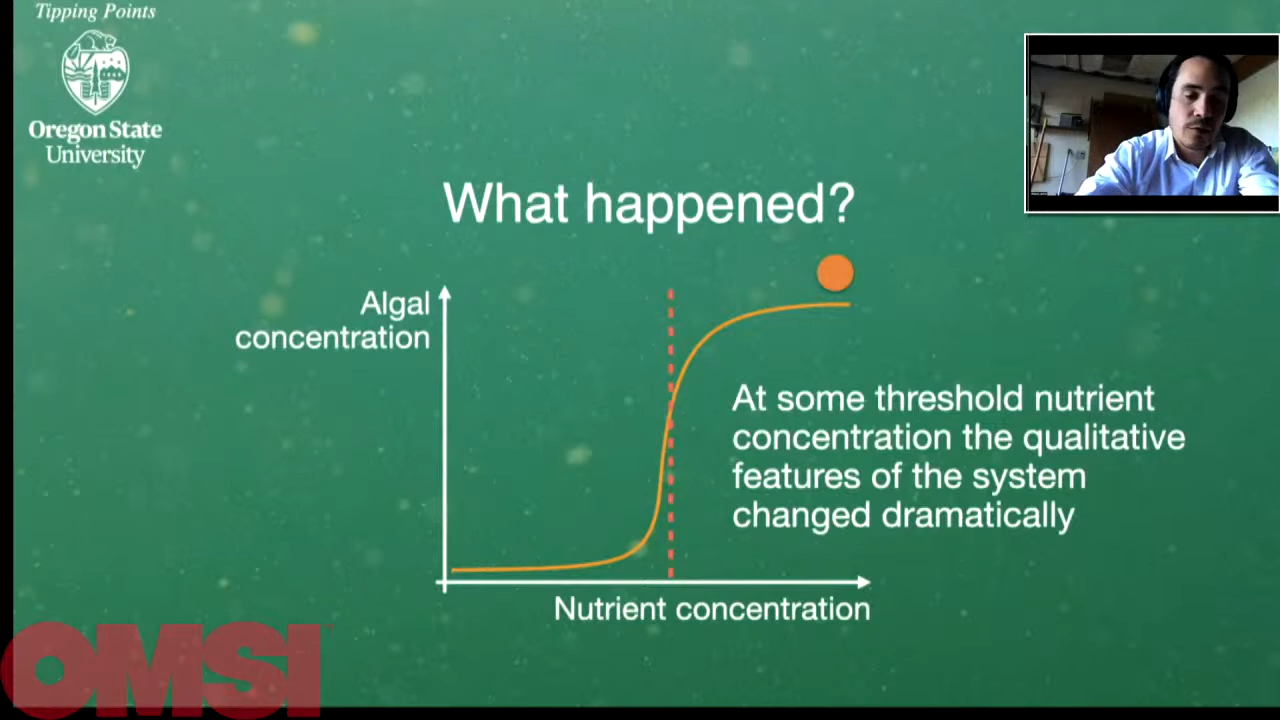 Tipping Points
Oregon State
University
What happened?
Algal
concentration
At some threshold nutrient
concentration the qualitative
features of the system
changed dramatically
Nutrient concentration
OMSI